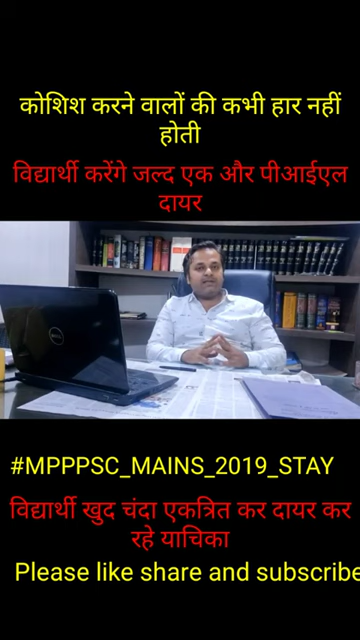 कोशिश करने वालों की कभी हार नहीं
होती
विद्यार्थी करेंगे जल्द एक और पीआईएल
दायर
DELL
#MPPPSC_MAINS_2019_STAY
विद्यार्थी खुद चंदा एकत्रित कर दायर कर
रहे याचिका
Please like share and subscribe